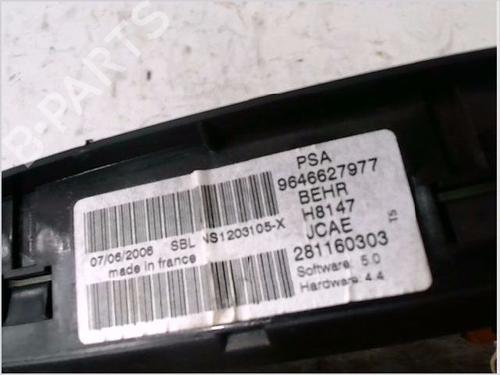 B-PARTS
PSA
9646627977
BEHR
H8147
JCAE
281160303
Software 5.0
Hardware 4.4
15
07/06/2006 SBL NS1203105-X
made in france